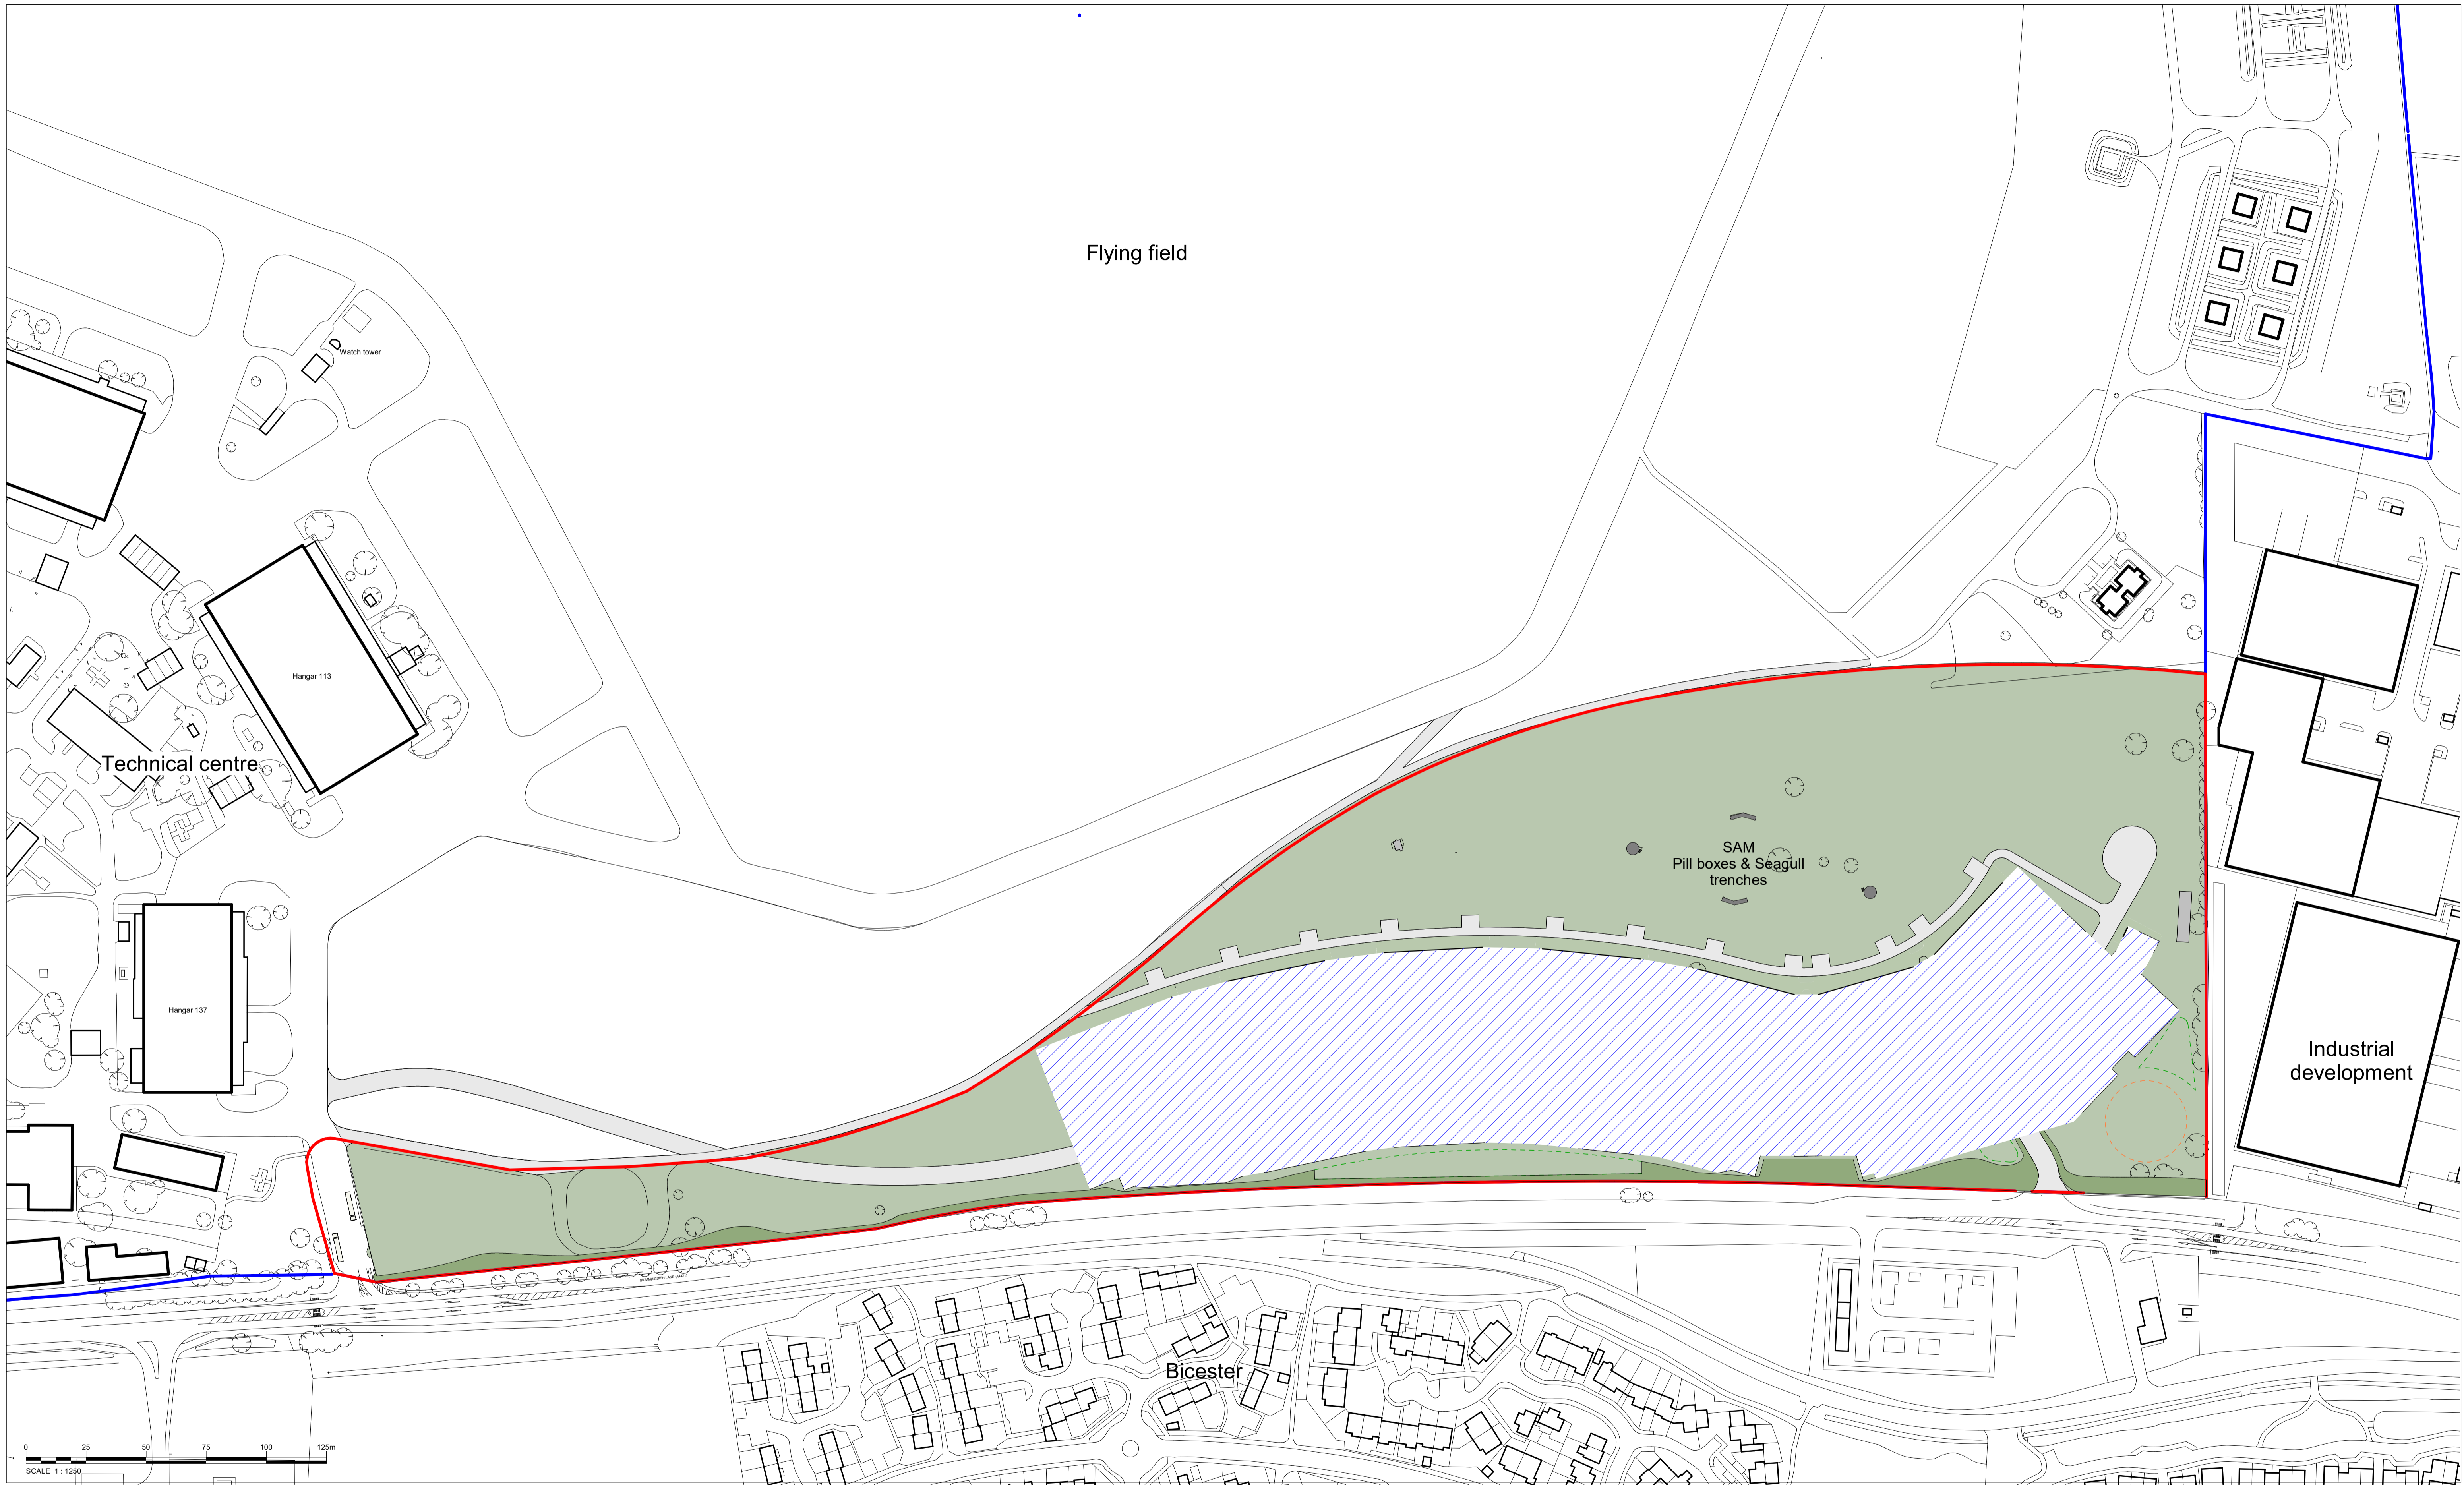 Flying field
Watch tower
Hangar 113
Technical centre
SAM
Pill boxes & Seagull
trenches
Hangar 137
Industrial
development
Bicester
0 25 50 75 100 125m
SCALE 1 : 1250